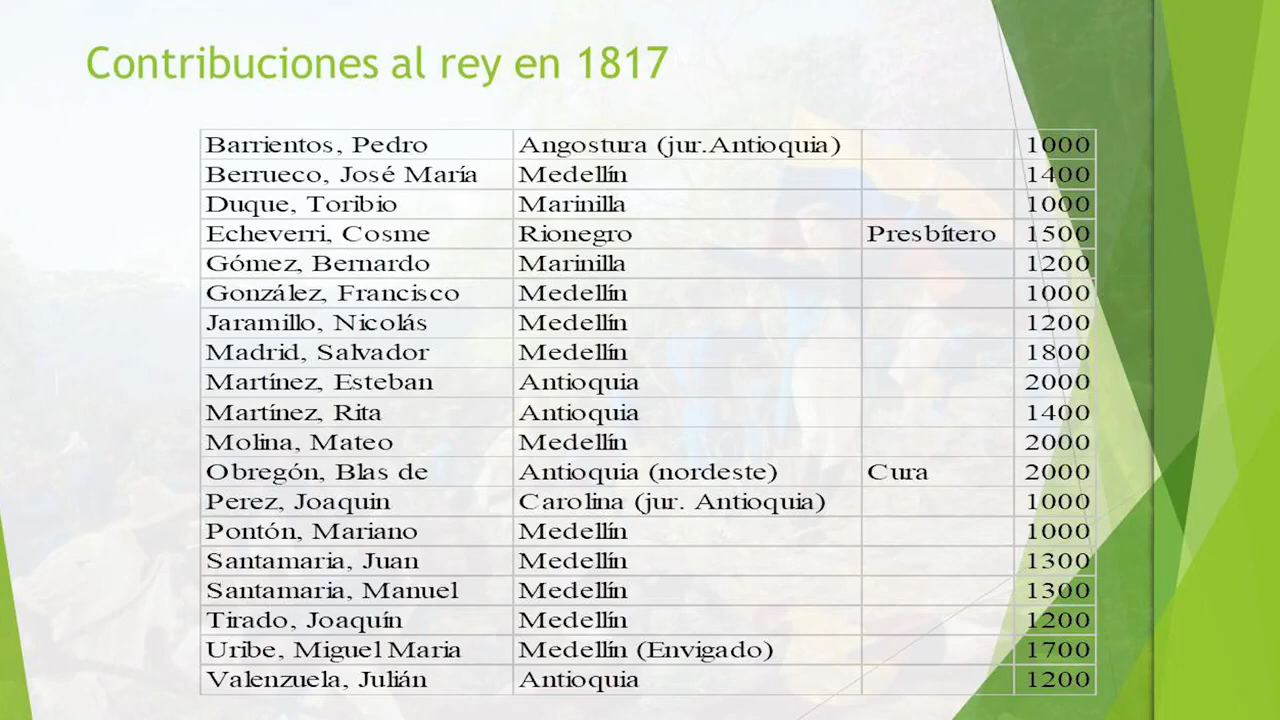 Contribuciones al rey en 1817
Barrientos, Pedro Angostura (jur.Antioquia) 1000
Berrueco, José María Medellín 1400
Duque, Toribio Marinilla 1000
Echeverri, Cosme Rionegro Presbítero 1500
Gómez, Bernardo Marinilla 1200
González, Francisco Medellín 1000
Jaramillo, Nicolás Medellín 1200
Madrid, Salvador Medellín 1800
Martínez, Esteban Antioquia 2000
Martínez, Rita Antioquia 1400
Molina, Mateo Medellín 2000
Obregón, Blas de Antioquia (nordeste) Cura 2000
Perez, Joaquin Carolina (jur. Antioquia) 1000
Pontón, Mariano Medellín 1000
Santamaria, Juan Medellín 1300
Santamaria, Manuel Medellín 1300
Tirado, Joaquín Medellín 1200
Uribe, Miguel Maria Medellín (Envigado) 1700
Valenzuela, Julián Antioquia 1200